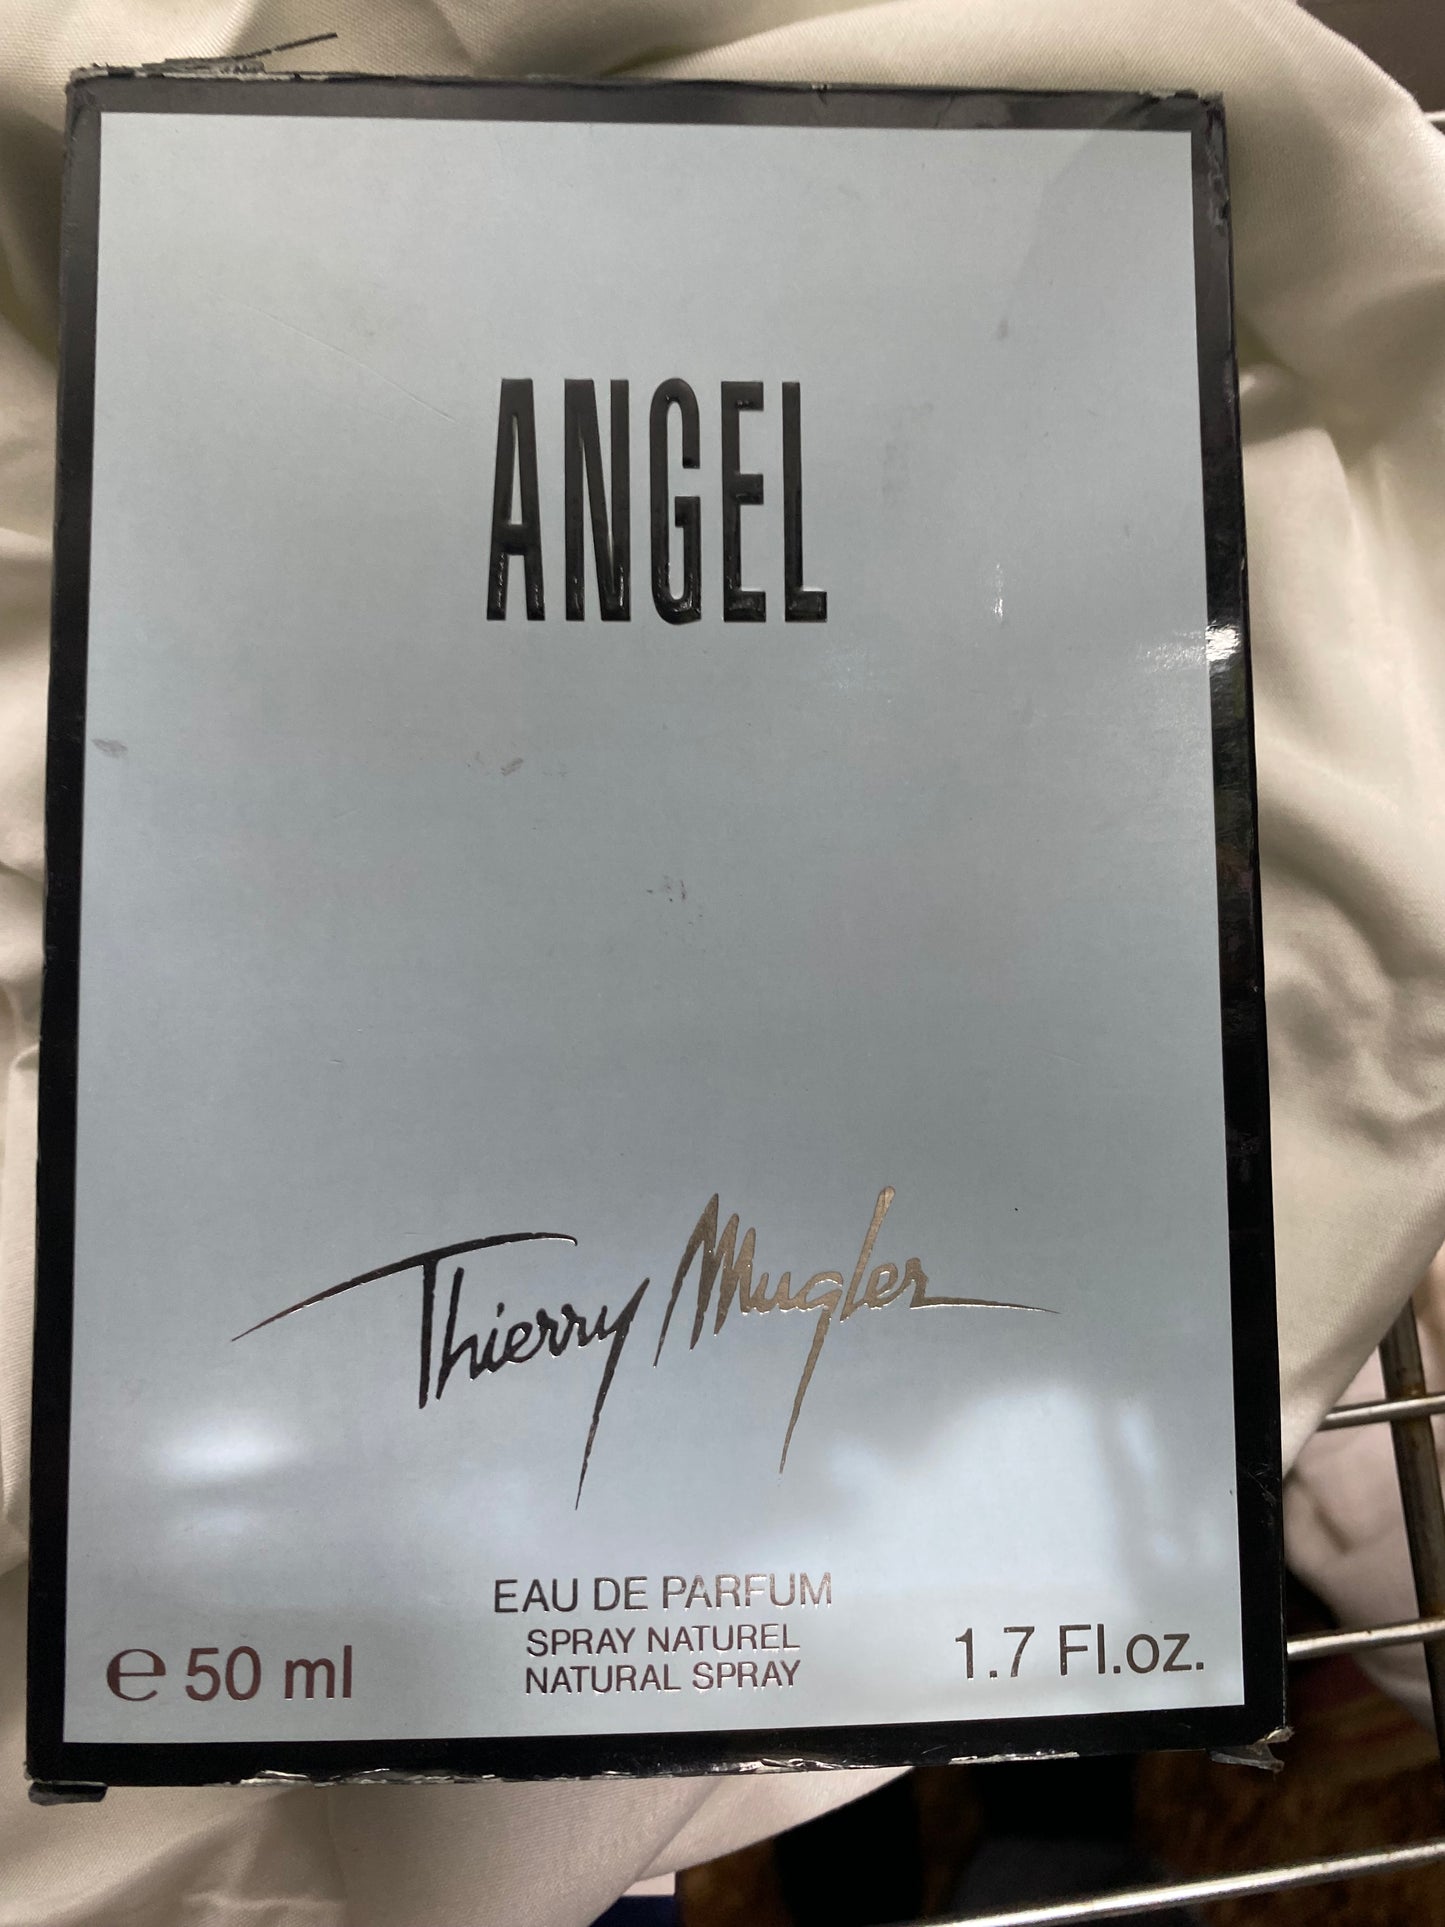 ANGEL
Thierry Mugler
EAU DE PARFUM
SPRAY NATUREL
NATURAL SPRAY
℮ 50 ml
1.7 Fl.oz.